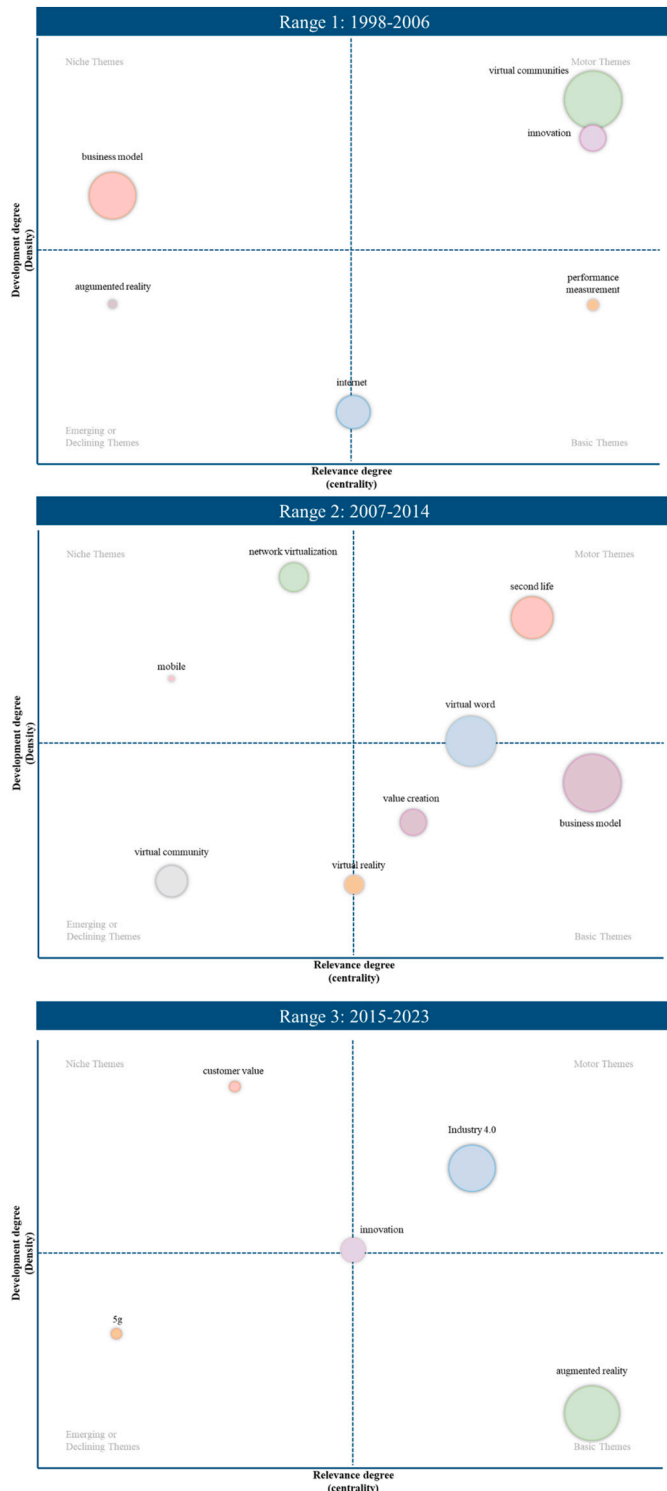 Range 1: 1998-2006
Niche Themes
Motor Themes
virtual communities
innovation
business model
Development degree
(Density)
augumented reality
performance
measurement
internet
Emerging or
Declining Themes
Basic Themes
Relevance degree
(centrality)
Range 2: 2007-2014
Niche Themes
network virtualization
Motor Themes
second life
mobile
virtual word
Development degree
(Density)
value creation
business model
virtual community
virtual reality
Emerging or
Declining Themes
Basic Themes
Relevance degree
(centrality)
Range 3: 2015-2023
Niche Themes
Motor Themes
customer value
Industry 4.0
innovation
Development degree
(Density)
5g
augmented reality
Emerging or
Declining Themes
Basic Themes
Relevance degree
(centrality)